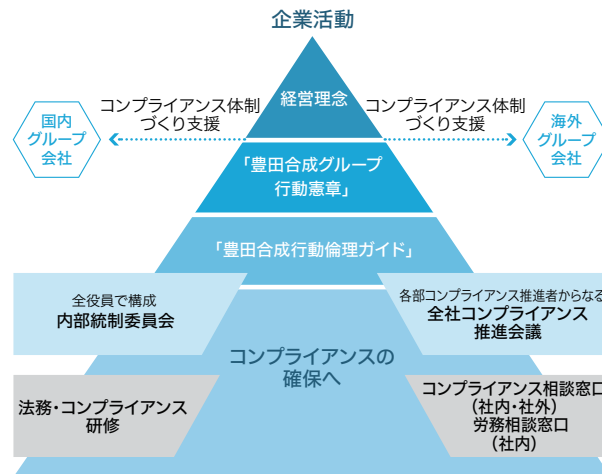 企業活動
経営理念
コンプライアンス体制
づくり支援
コンプライアンス体制
づくり支援
国内
グループ
会社
海外
グループ
会社
「豊田合成グループ
行動憲章」
「豊田合成行動倫理ガイド」
全役員で構成
内部統制委員会
各部コンプライアンス推進者からなる
全社コンプライアンス
推進会議
コンプライアンスの
確保へ
法務・コンプライアンス
研修
コンプライアンス相談窓口
（社内・社外）
労務相談窓口
（社内）